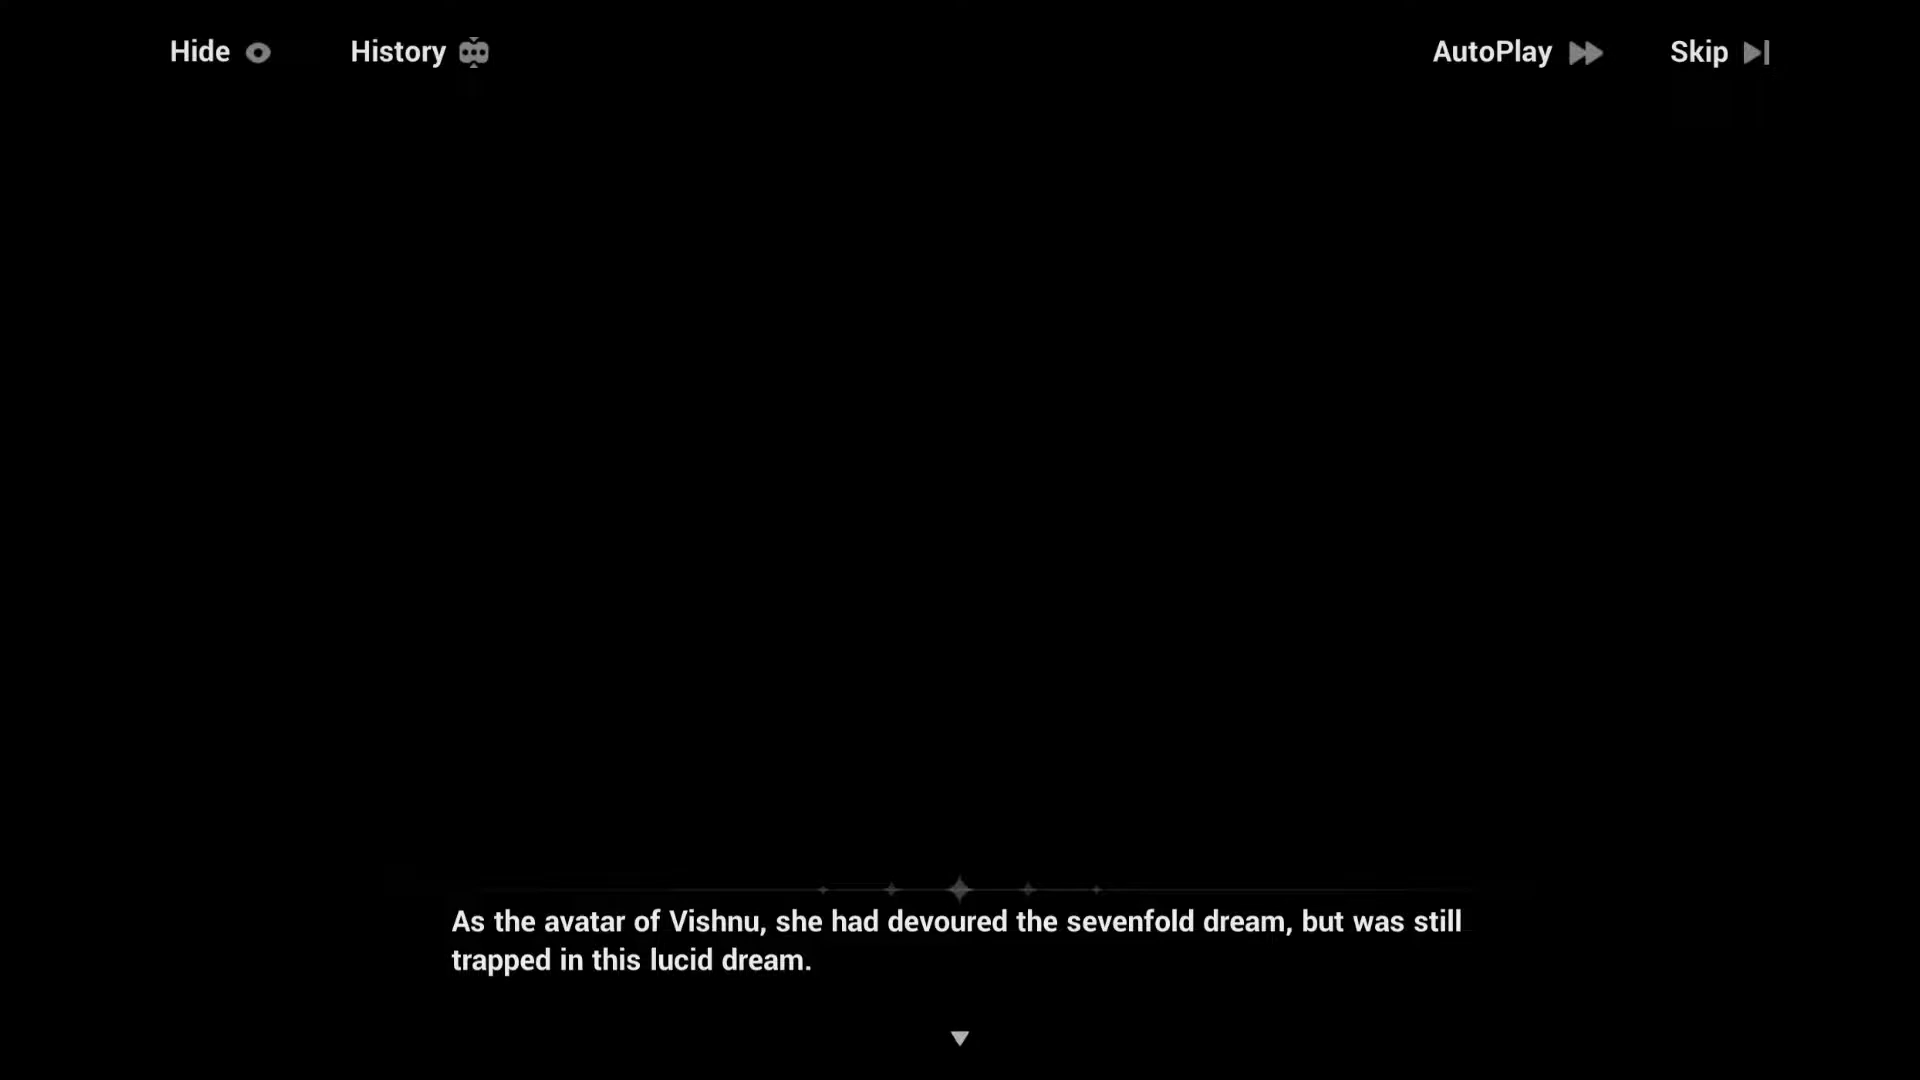 Hide
History
AutoPlay
Skip
As the avatar of Vishnu, she had devoured the sevenfold dream, but was still
trapped in this lucid dream.